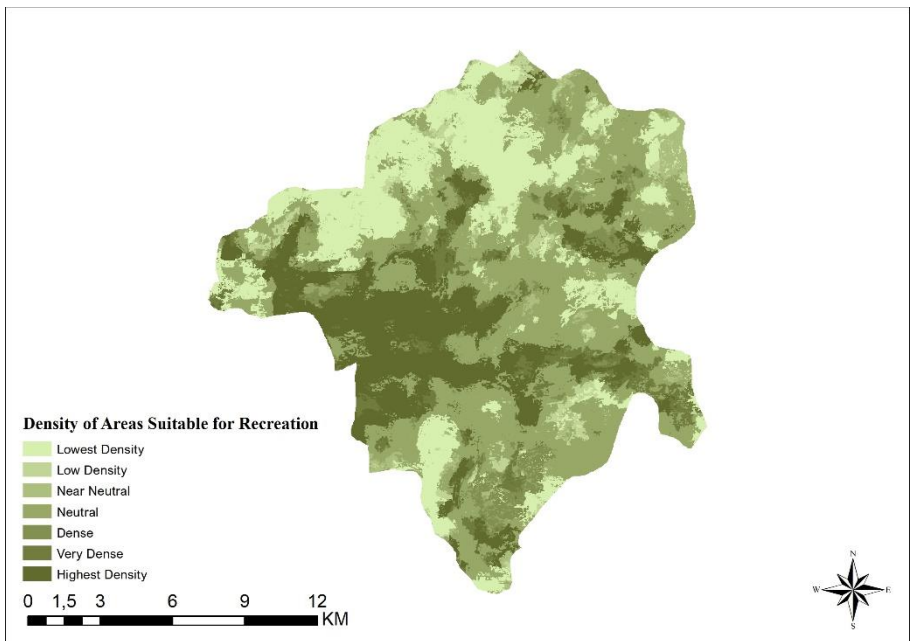 Density of Areas Suitable for Recreation
Lowest Density
Low Density
Near Neutral
Neutral
Dense
Very Dense
Highest Density
0 1,5 3 6 9 12
KM
N
W E
S